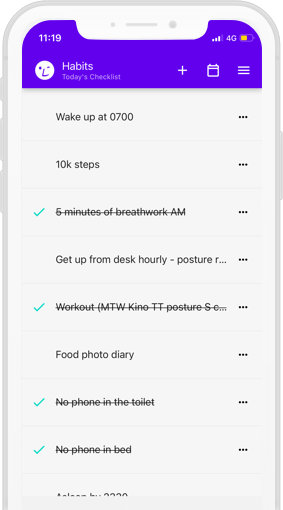 11:19
4G
Habits
Today's Checklist
Wake up at 0700
10k steps
5 minutes of breathwork AM
Get up from desk hourly - posture r...
Workout (MTW Kino TT posture S c...
Food photo diary
No phone in the toilet
No phone in bed
Asleep by 2230